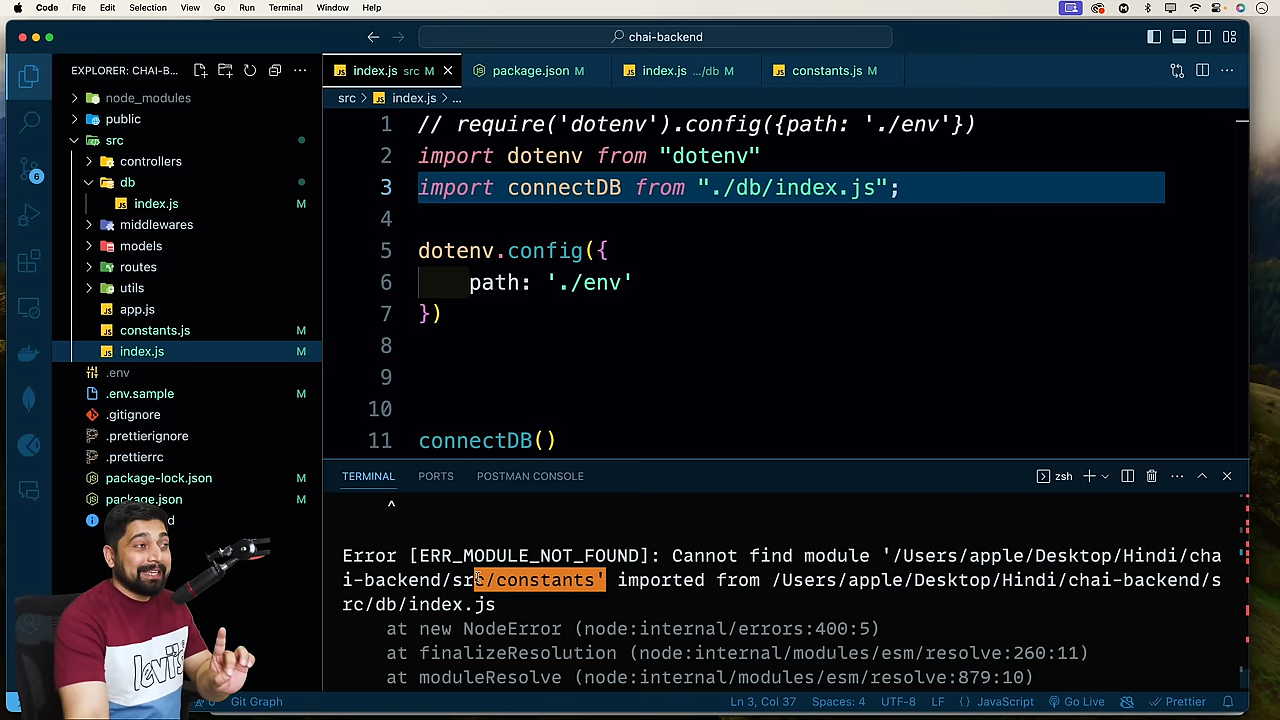 Code File Edit Selection View Go Run Terminal Window Help
chai-backend
EXPLORER: CHAI-B...
index.js src M
package.json M
index.js .../db M
constants.js M
src > index.js > ...
node_modules
public
src
controllers
db
index.js M
middlewares
models
routes
utils
app.js
constants.js M
index.js M
.env
.env.sample M
.gitignore
.prettierignore
.prettierrc
package-lock.json M
package.json M
1 // require('dotenv').config({path: './env'})
2 import dotenv from "dotenv"
3 import connectDB from "./db/index.js";
4
5 dotenv.config({
6 path: './env'
7 })
8
9
10
11 connectDB()
TERMINAL PORTS POSTMAN CONSOLE
zsh
^
Error [ERR_MODULE_NOT_FOUND]: Cannot find module '/Users/apple/Desktop/Hindi/cha
i-backend/src/constants' imported from /Users/apple/Desktop/Hindi/chai-backend/s
rc/db/index.js
at new NodeError (node:internal/errors:400:5)
at finalizeResolution (node:internal/modules/esm/resolve:260:11)
at moduleResolve (node:internal/modules/esm/resolve:879:10)
Git Graph
Ln 3, Col 37 Spaces: 4 UTF-8 LF {} JavaScript Go Live Prettier
6
levi's